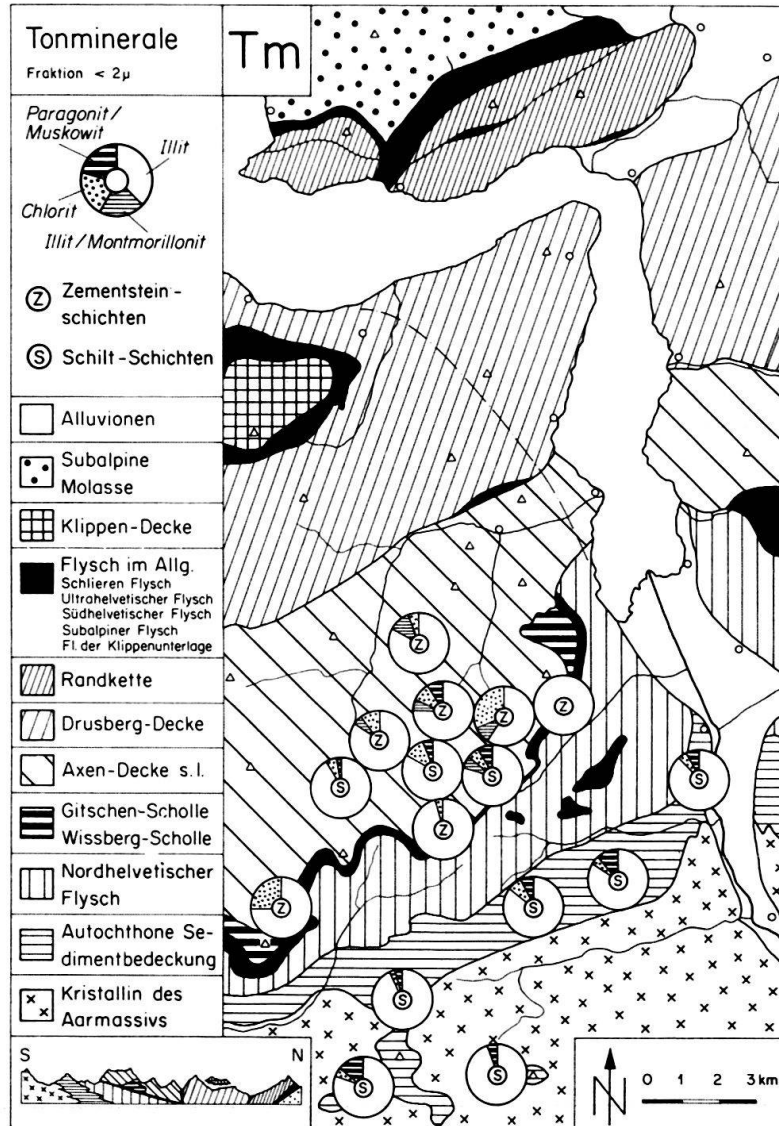 Tonminerale
Fraktion < 2µ
Tm
Paragonit/
Muskowit
Illit
Chlorit
Illit/Montmorillonit
Z Zementstein-
schichten
S Schilt-Schichten
Alluvionen
Subalpine
Molasse
Klippen-Decke
Flysch im Allg.
Schlieren Flysch
Ultrahelvetischer Flysch
Südhelvetischer Flysch
Subalpiner Flysch
Fl. der Klippenunterlage
Randkette
Drusberg-Decke
Axen-Decke s.l.
Gitschen-Scholle
Wissberg-Scholle
Nordhelvetischer
Flysch
Autochthone Se-
dimentbedeckung
Kristallin des
Aarmassivs
S N
Z
Z
Z
Z
Z
S
S
S
S
Z
Z
S
S
S
S
S
N
0 1 2 3 km